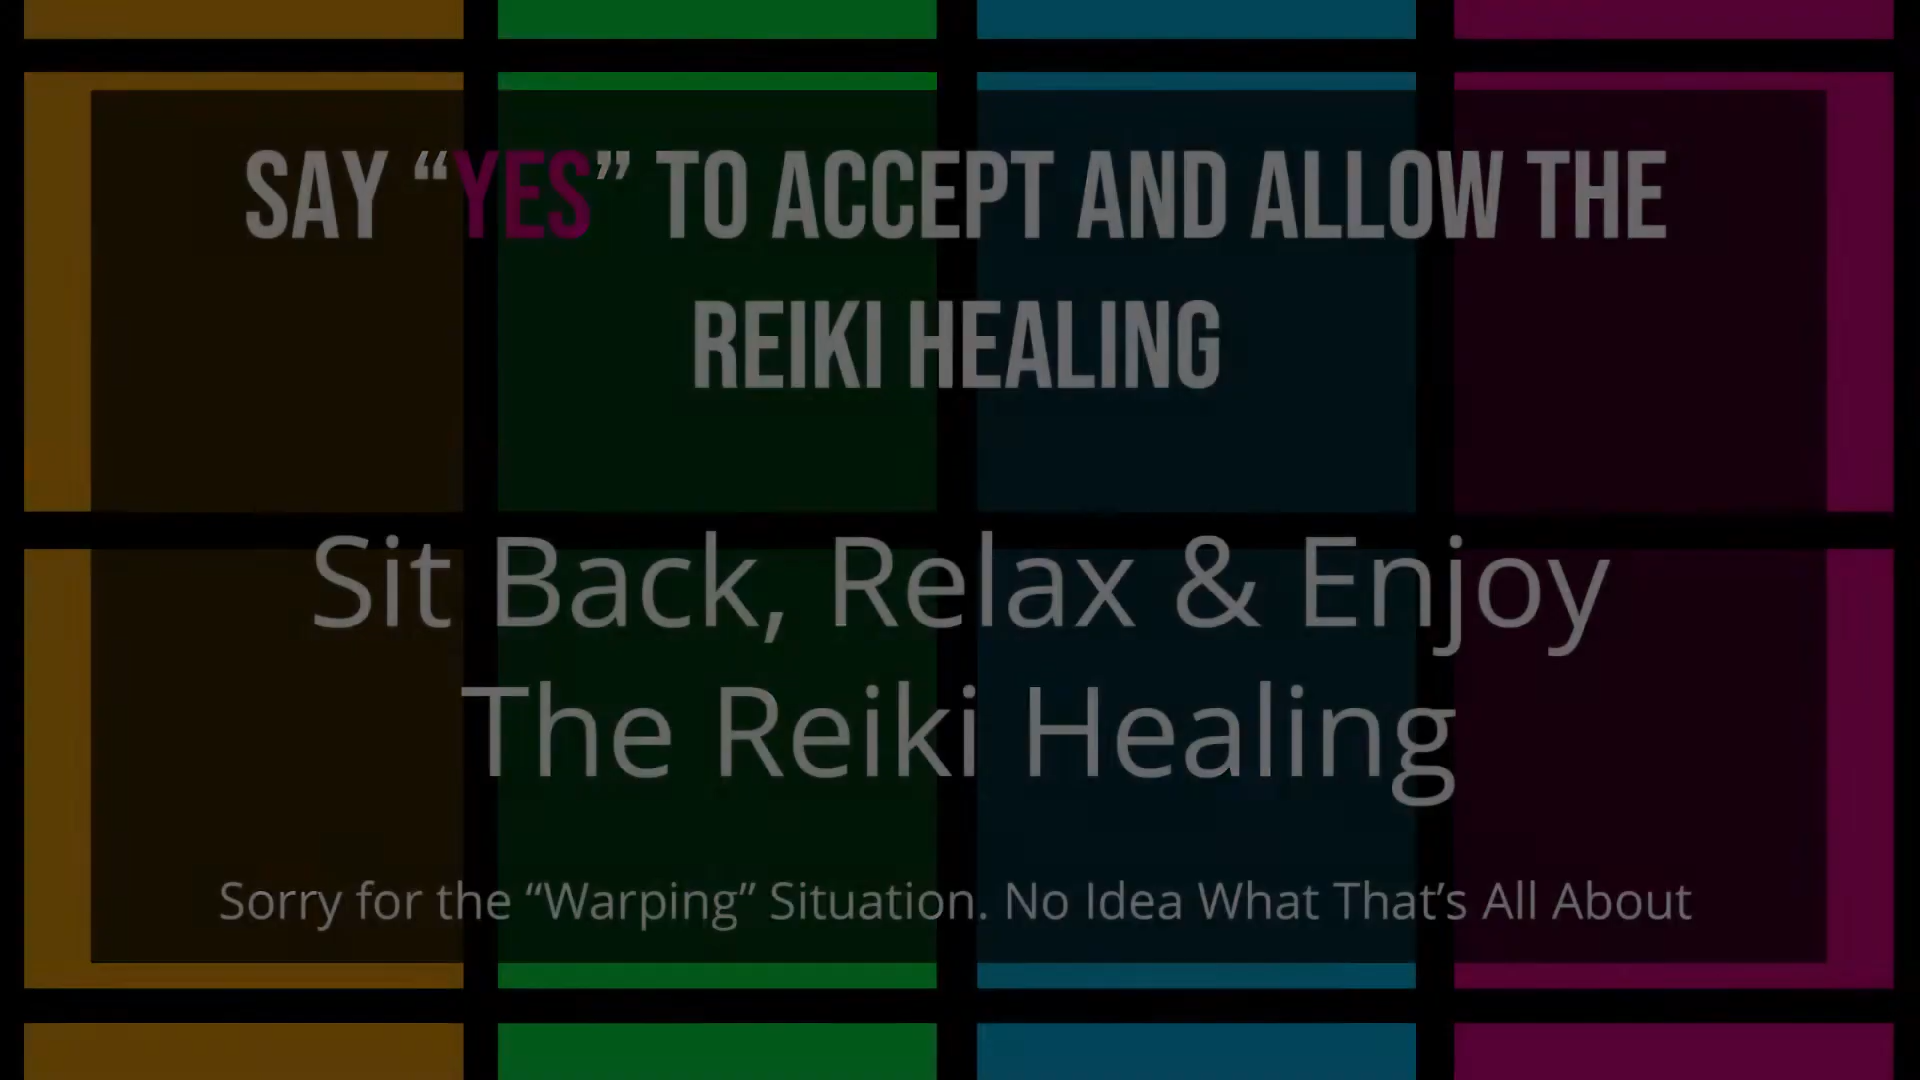 SAY “YES” TO ACCEPT AND ALLOW THE
REIKI HEALING
Sit Back, Relax & Enjoy
The Reiki Healing
Sorry for the “Warping” Situation. No Idea What That’s All About